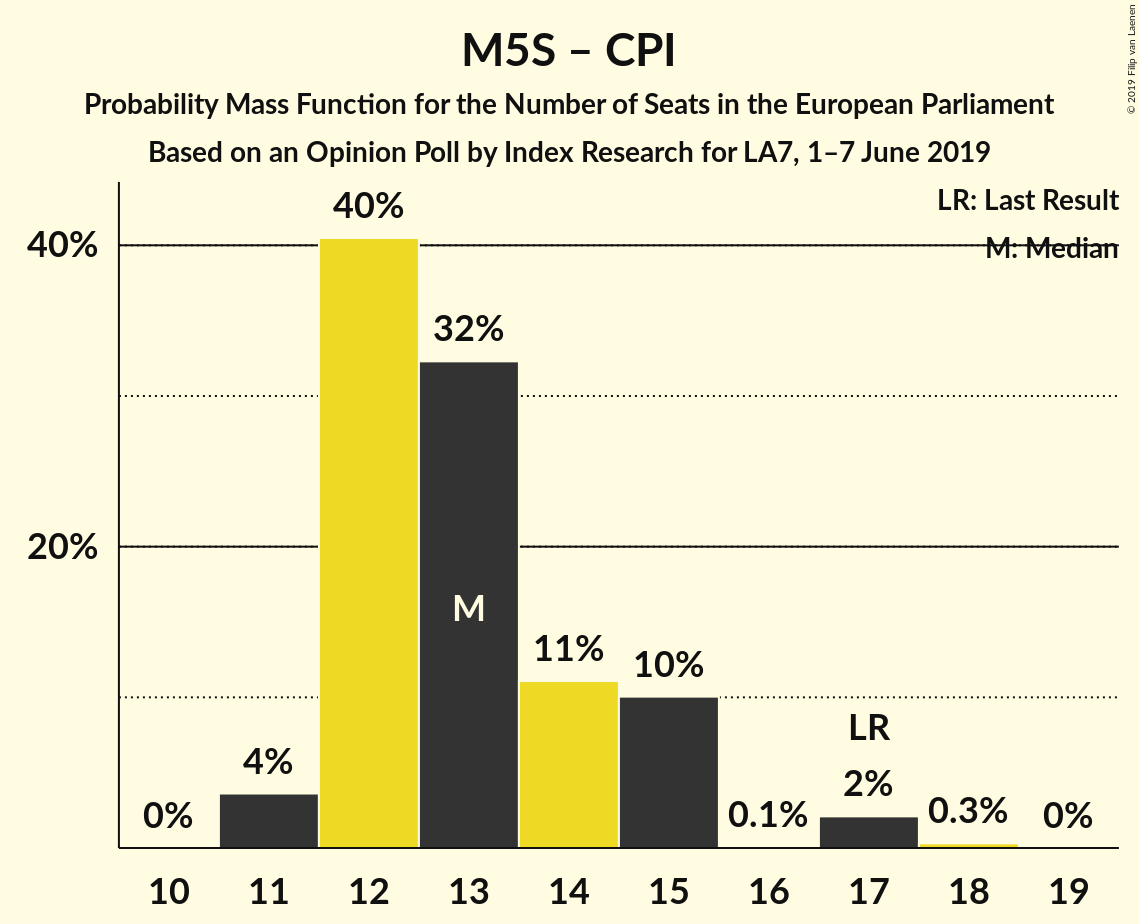 M5S – CPI
Probability Mass Function for the Number of Seats in the European Parliament
Based on an Opinion Poll by Index Research for LA7, 1–7 June 2019
© 2019 Filip van Laenen
LR: Last Result
M: Median
40%
20%
0%
4%
40%
32%
M
11%
10%
0.1%
LR
2%
0.3%
0%
10 11 12 13 14 15 16 17 18 19